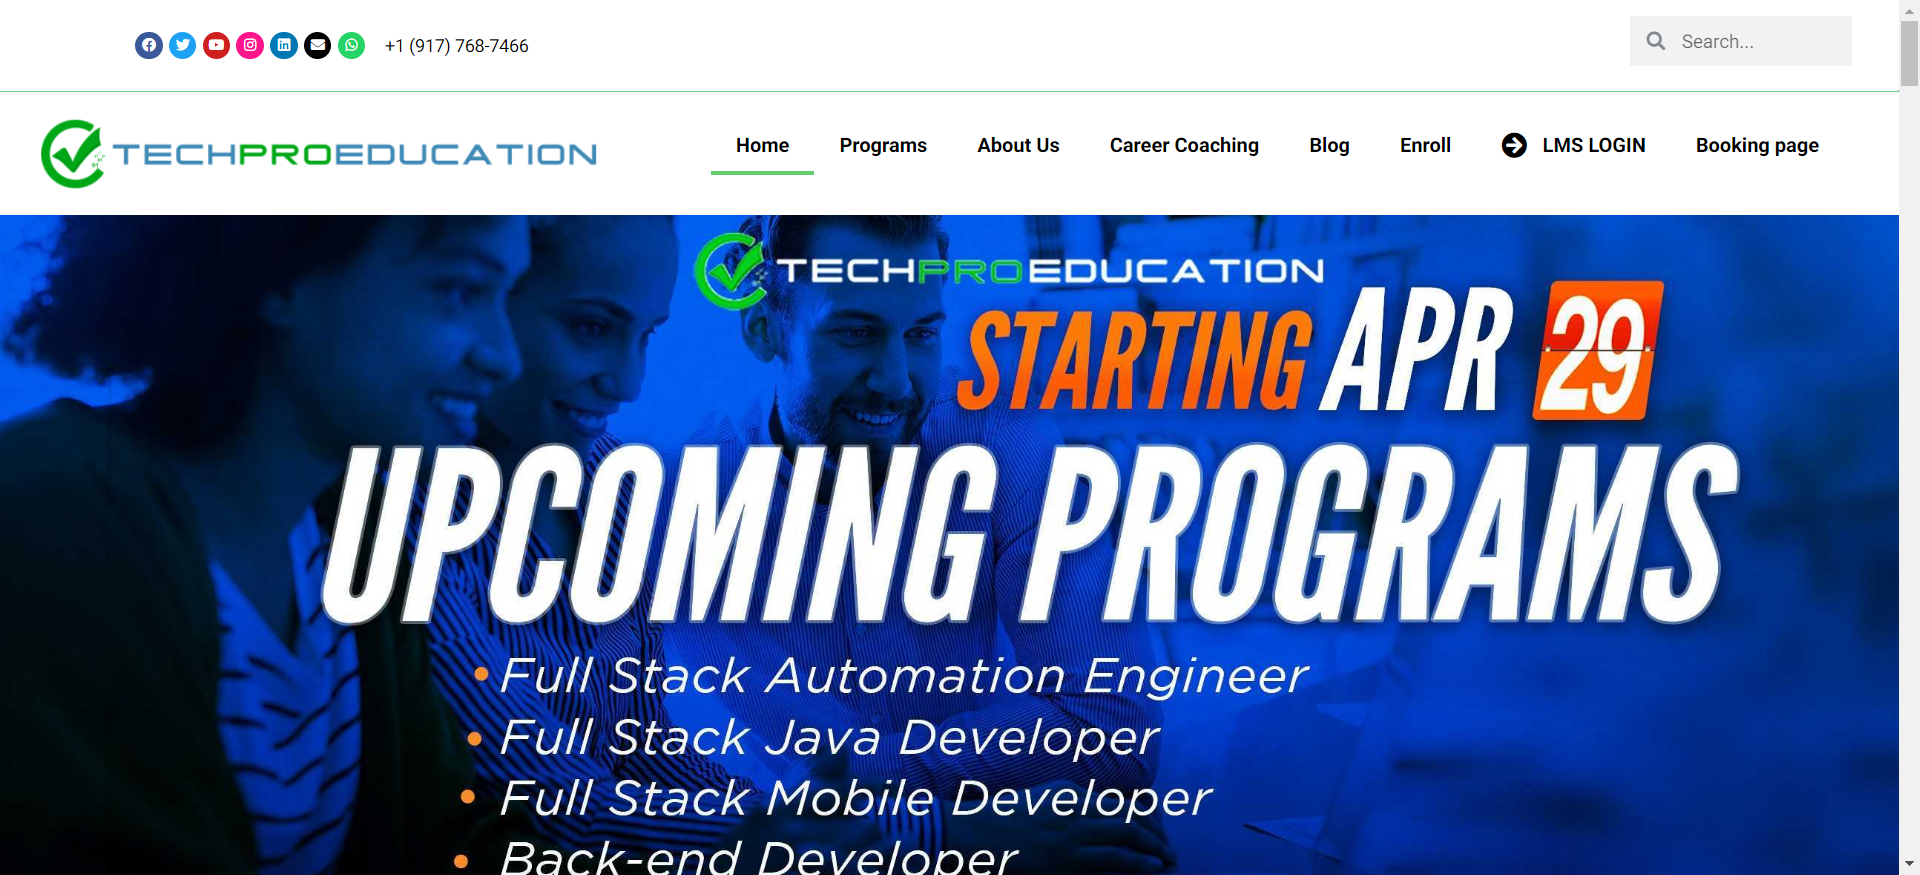 +1 (917) 768-7466
Search...
TECHPROEDUCATION
Home
Programs
About Us
Career Coaching
Blog
Enroll
LMS LOGIN
Booking page
TECHPROEDUCATION
STARTING APR 29
UPCOMING PROGRAMS
• Full Stack Automation Engineer
• Full Stack Java Developer
• Full Stack Mobile Developer
• Back-end Developer